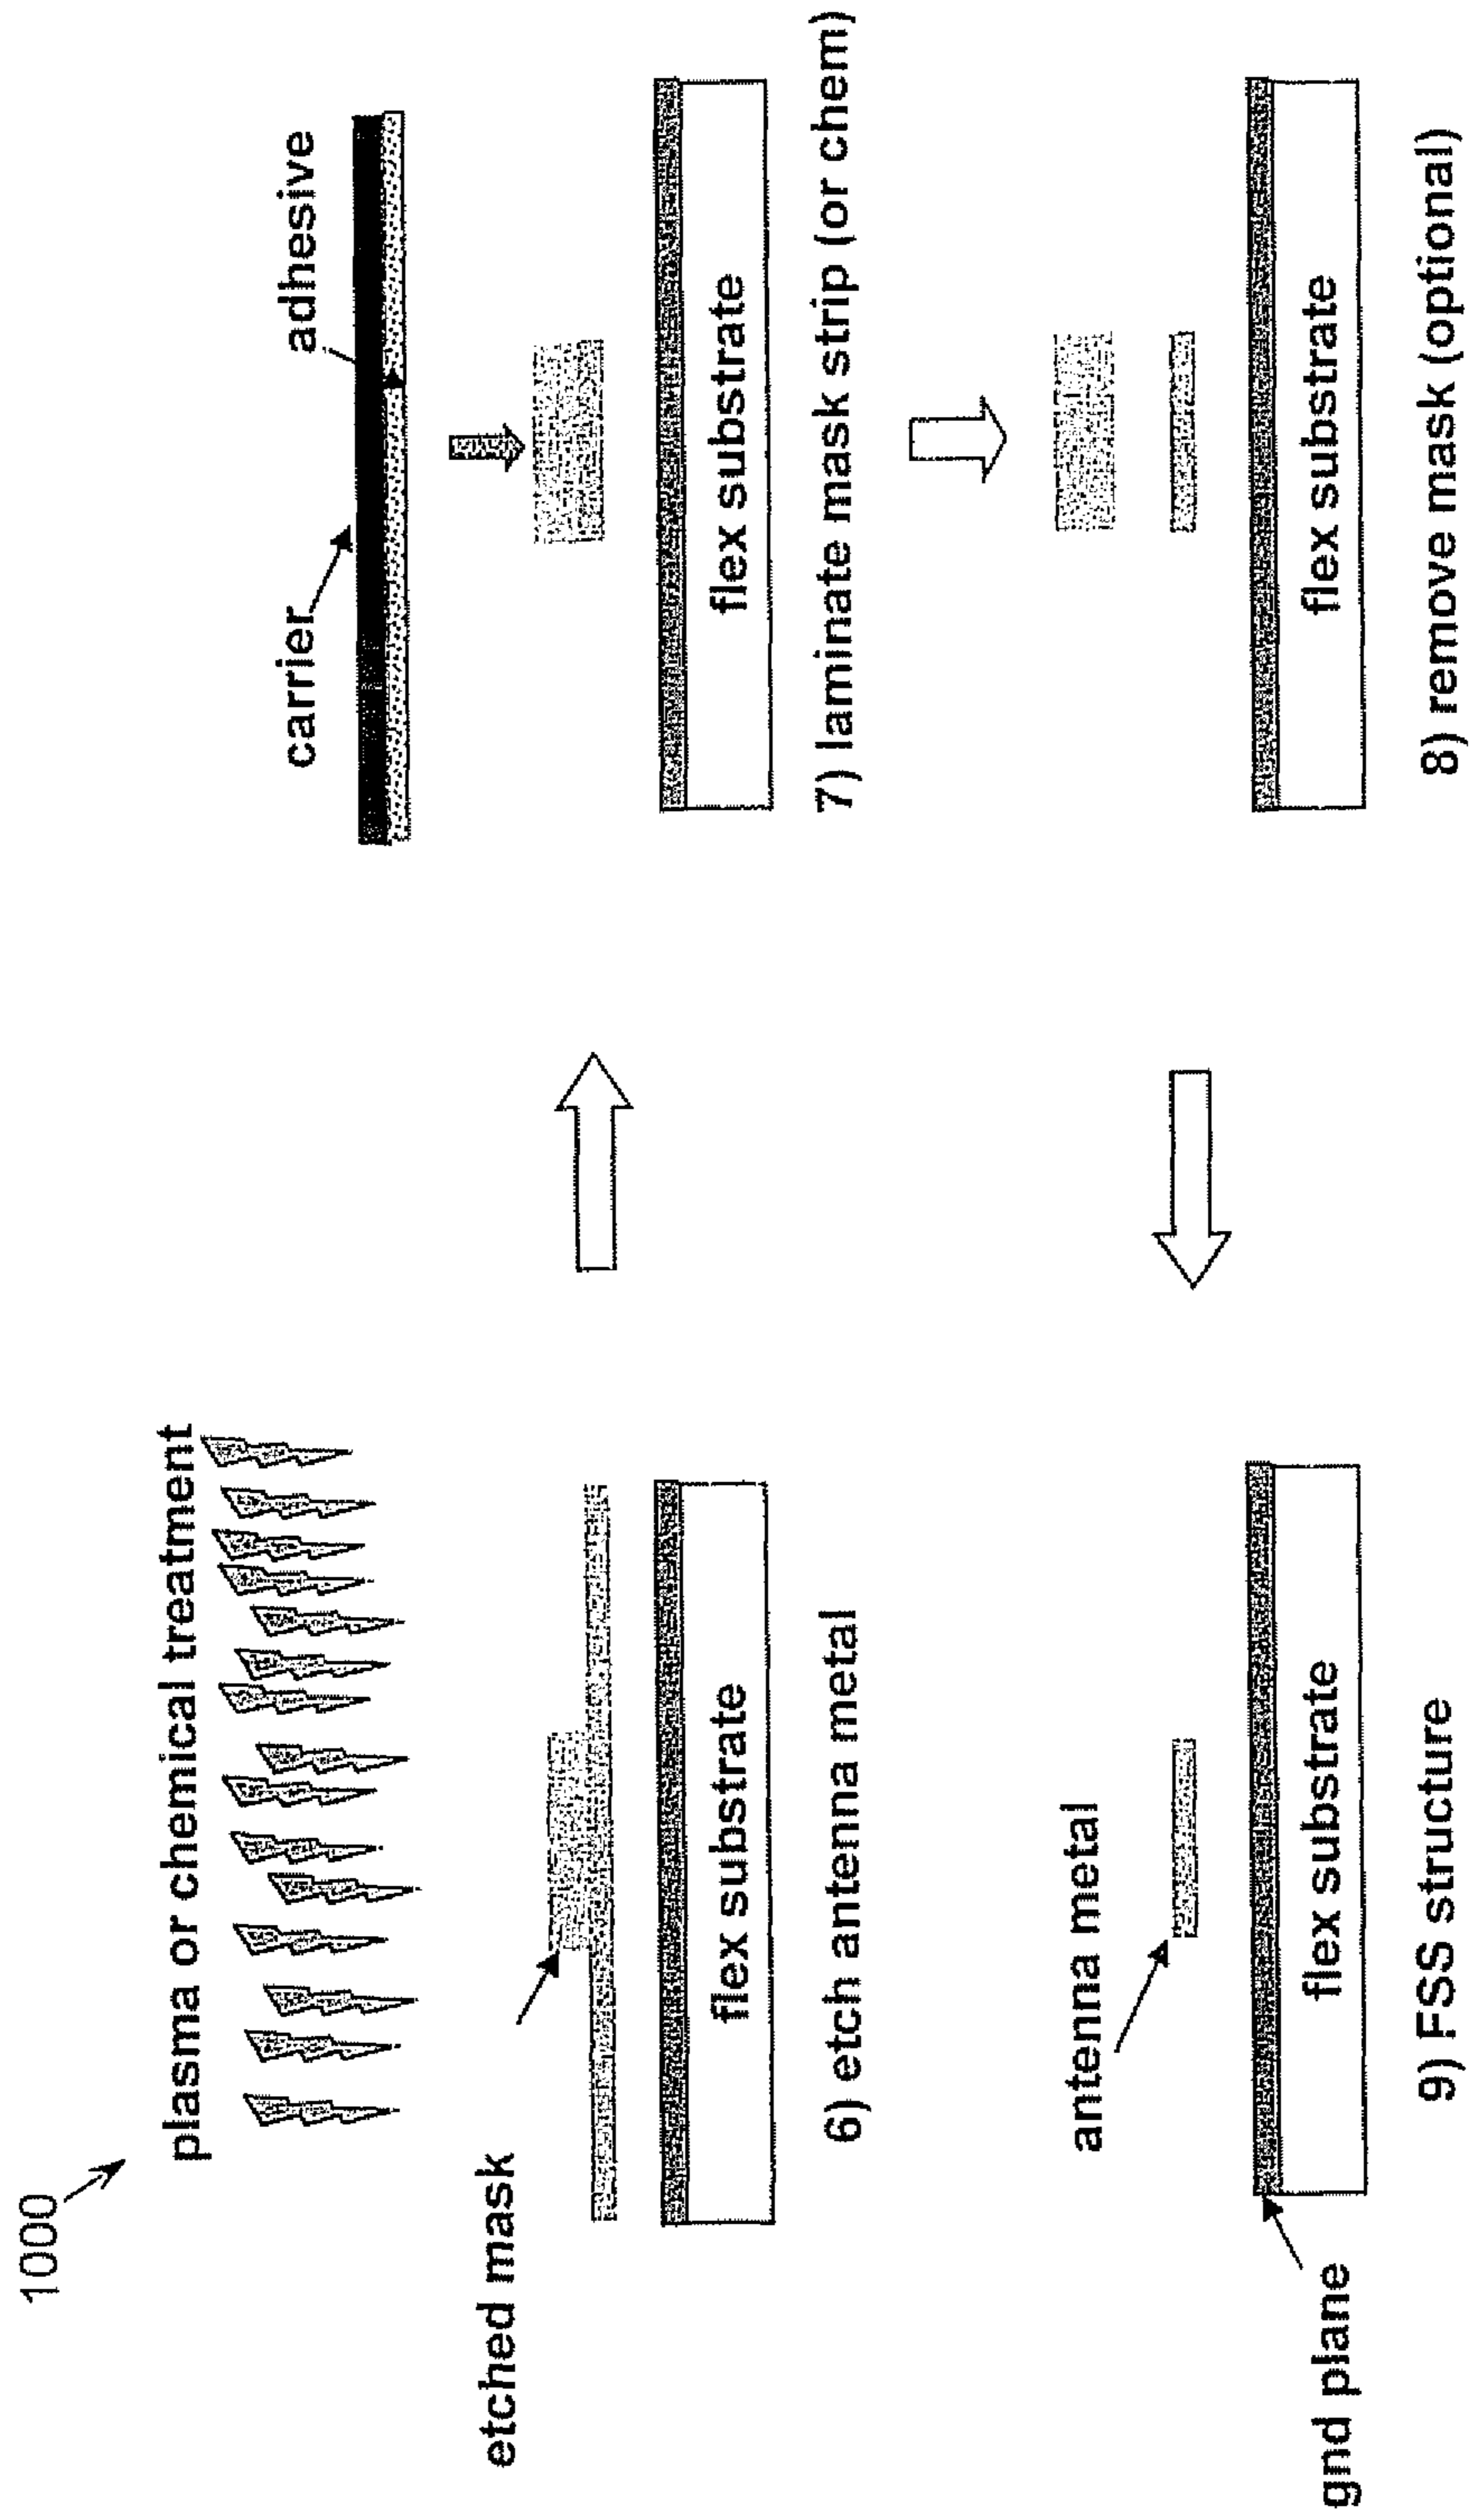 1000
plasma or chemical treatment
etched mask
flex substrate
6) etch antenna metal
carrier
adhesive
flex substrate
7) laminate mask strip (or chem)
flex substrate
8) remove mask (optional)
antenna metal
gnd plane
flex substrate
9) FSS structure